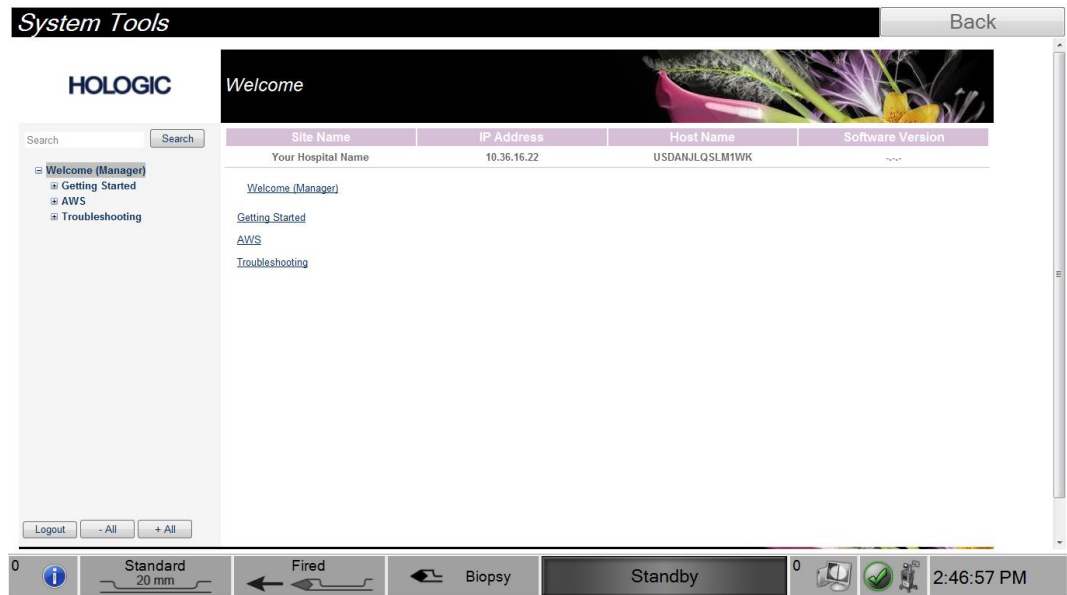 System Tools
Back
HOLOGIC
Welcome
Search
Search
Site Name
IP Address
Host Name
Software Version
Your Hospital Name
10.36.16.22
USDANJLQSLM1WK
-.-.-
Welcome (Manager)
Getting Started
AWS
Troubleshooting
Welcome (Manager)
Getting Started
AWS
Troubleshooting
Logout
- All
+ All
0
Standard
20 mm
Fired
Biopsy
Standby
0
2:46:57 PM